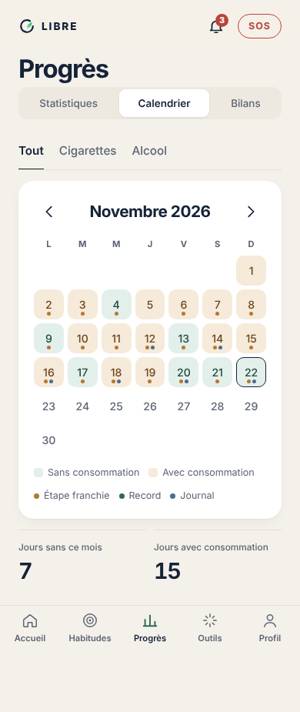 LIBRE
3
SOS
Progrès
Statistiques Calendrier Bilans
Tout Cigarettes Alcool
Novembre 2026
L M M J V S D
1
2 3 4 5 6 7 8
9 10 11 12 13 14 15
16 17 18 19 20 21 22
23 24 25 26 27 28 29
30
Sans consommation Avec consommation
Étape franchie Record Journal
Jours sans ce mois Jours avec consommation
7 15
Accueil Habitudes Progrès Outils Profil